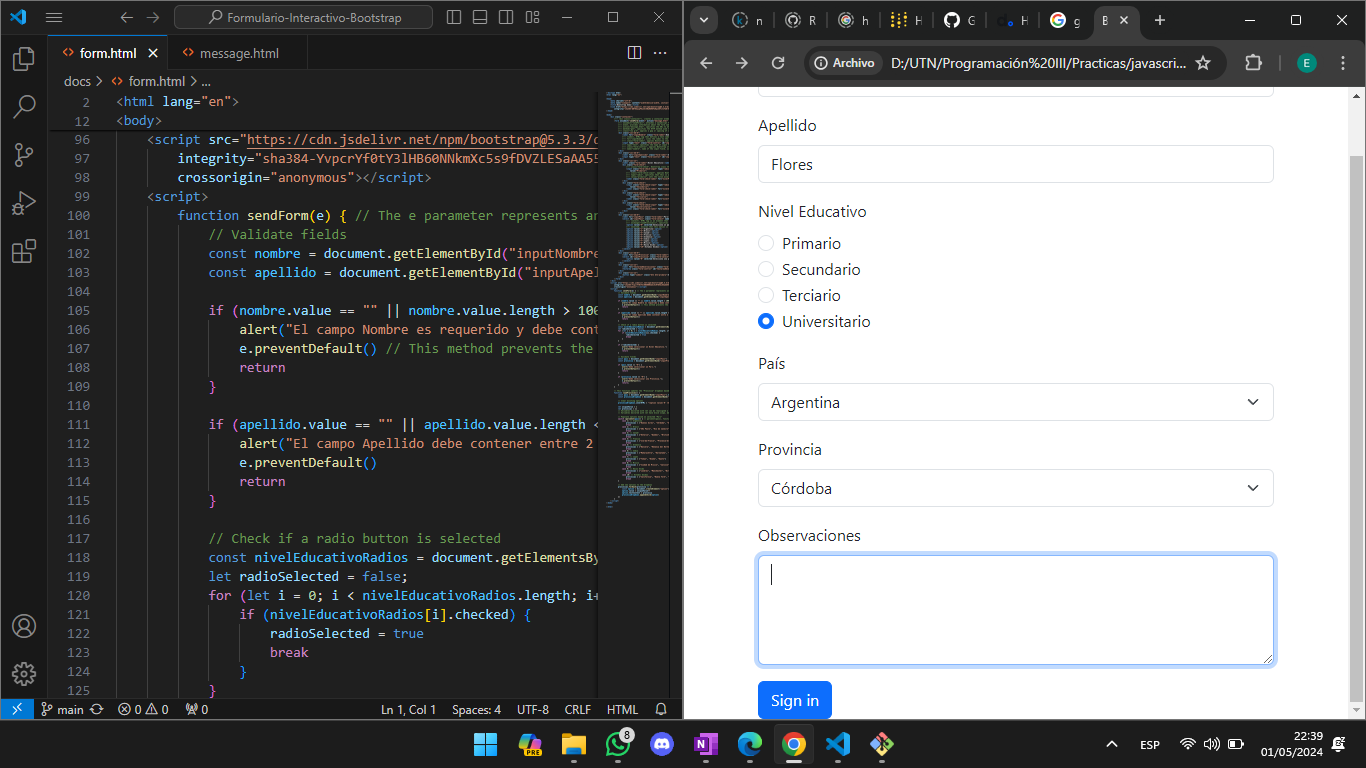 Formulario-Interactivo-Bootstrap
form.html
message.html
docs > form.html > ...
2 <html lang="en">
12 <body>
96 <script src="https://cdn.jsdelivr.net/npm/bootstrap@5.3.3/d
97 integrity="sha384-YvpcrYf0tY3lHB60NNkmXc5s9fDVZLESaAA55
98 crossorigin="anonymous"></script>
99 <script>
100 function sendForm(e) { // The e parameter represents an
101 // Validate fields
102 const nombre = document.getElementById("inputNombre
103 const apellido = document.getElementById("inputApel
104
105 if (nombre.value == "" || nombre.value.length > 100
106 alert("El campo Nombre es requerido y debe cont
107 e.preventDefault() // This method prevents the
108 return
109 }
110
111 if (apellido.value == "" || apellido.value.length <
112 alert("El campo Apellido debe contener entre 2
113 e.preventDefault()
114 return
115 }
116
117 // Check if a radio button is selected
118 const nivelEducativoRadios = document.getElementsBy
119 let radioSelected = false;
120 for (let i = 0; i < nivelEducativoRadios.length; i+
121 if (nivelEducativoRadios[i].checked) {
122 radioSelected = true
123 break
124 }
125 }
main
0 0 0
Ln 1, Col 1 Spaces: 4 UTF-8 CRLF HTML
n R h H G H g B
Archivo D:/UTN/Programación%20III/Practicas/javascri...
E
Apellido
Flores
Nivel Educativo
Primario
Secundario
Terciario
Universitario
País
Argentina
Provincia
Córdoba
Observaciones
Sign in
PRE
8
ESP
22:39
01/05/2024